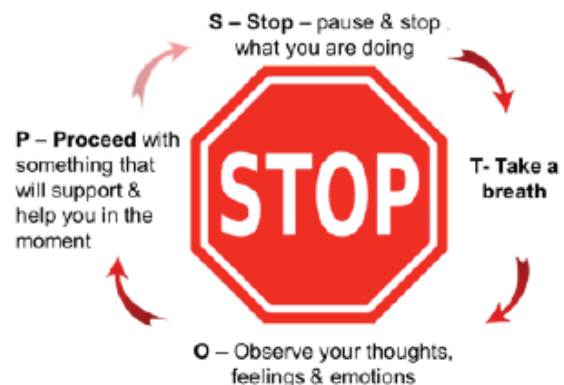 S – Stop – pause & stop
what you are doing
T- Take a
breath
O – Observe your thoughts,
feelings & emotions
P – Proceed with
something that
will support &
help you in the
moment
STOP